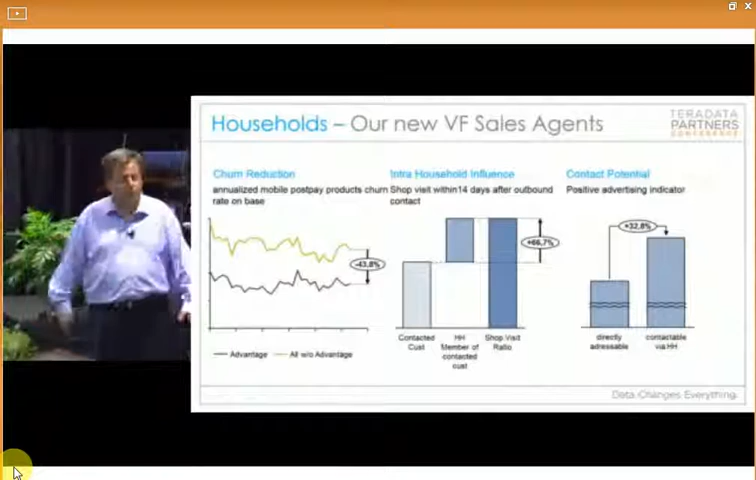 Households – Our new VF Sales Agents
TERADATA
PARTNERS
CONFERENCE
Churn Reduction
annualized mobile postpay products churn
rate on base
-43,8%
Advantage
All w/o Advantage
Intra Household Influence
Shop visit within14 days after outbound
contact
+66,7%
Contacted
Cust
HH
Member of
contacted
cust
Shop Visit
Ratio
Contact Potential
Positive advertising indicator
+32,8%
directly
adressable
contactable
via HH
Data Changes Everything.